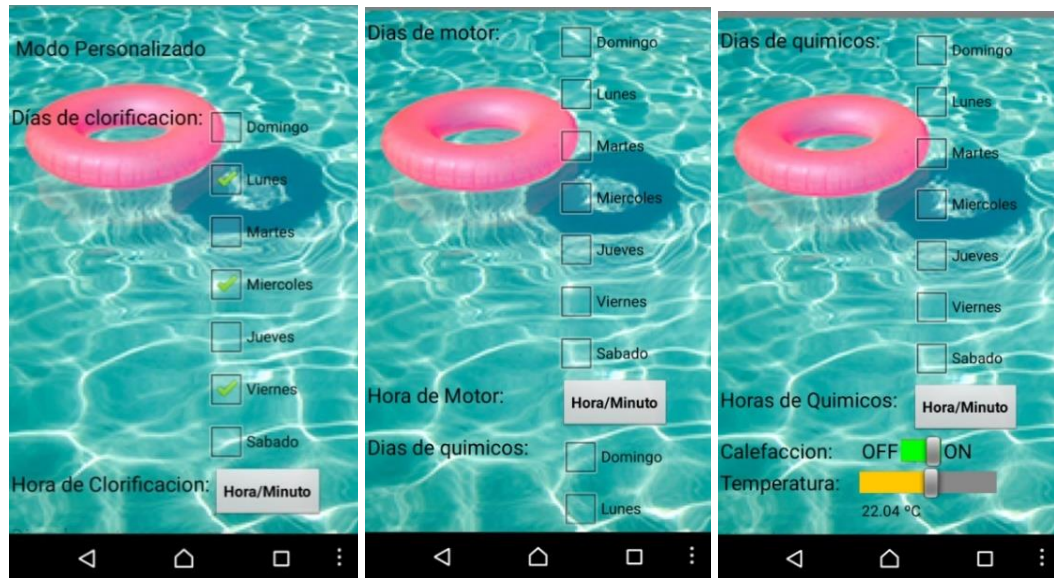 Modo Personalizado
Días de clorificacion:
Domingo
Lunes
Martes
Miercoles
Jueves
Viernes
Sabado
Hora de Clorificacion:
Hora/Minuto
Dias de motor:
Domingo
Lunes
Martes
Miercoles
Jueves
Viernes
Sabado
Hora de Motor:
Hora/Minuto
Dias de quimicos:
Domingo
Lunes
Dias de quimicos:
Domingo
Lunes
Martes
Miercoles
Jueves
Viernes
Sabado
Horas de Quimicos:
Hora/Minuto
Calefaccion: OFF ON
Temperatura:
22.04 ºC